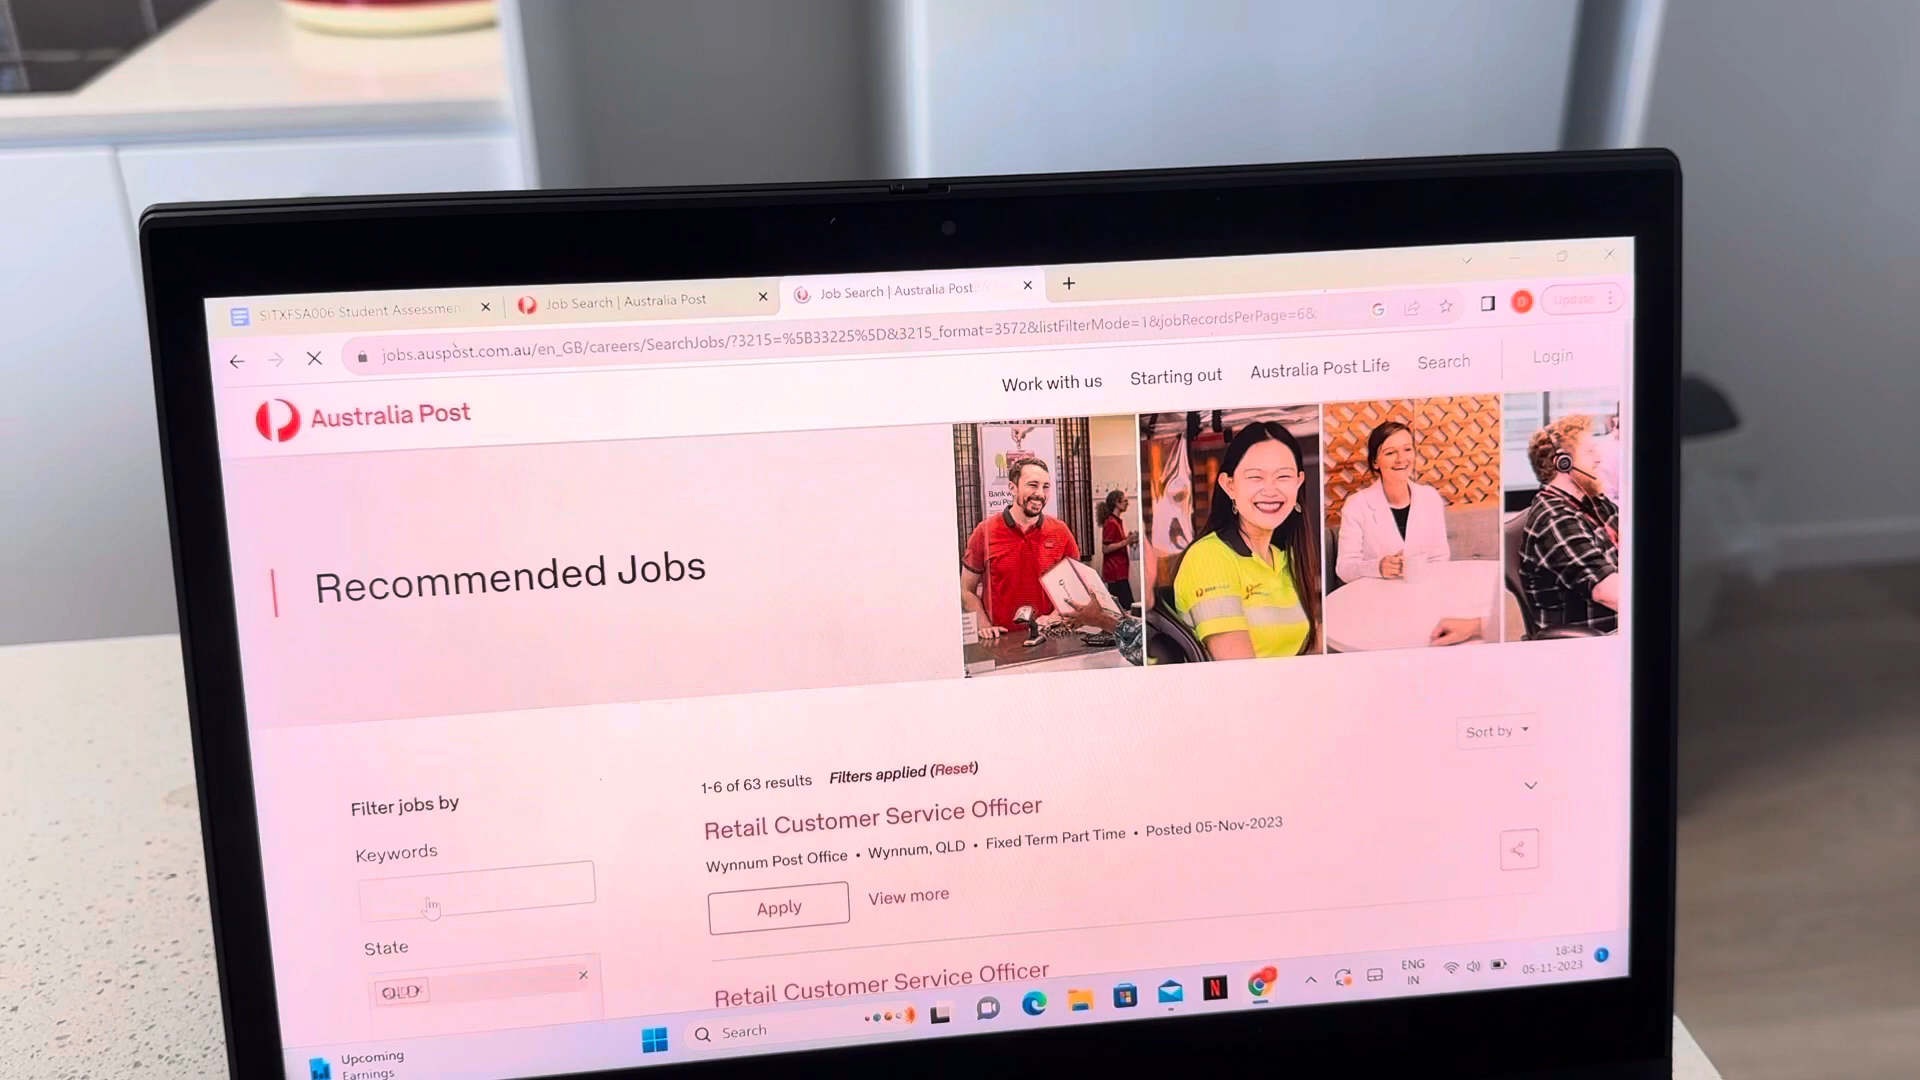 SITXFSA006 Student Assessmen
Job Search | Australia Post
Job Search | Australia Post
jobs.auspost.com.au/en_GB/careers/SearchJobs/?3215=%5B33225%5D&3215_format=3572&listFilterMode=1&jobRecordsPerPage=6&
Update
Work with us Starting out Australia Post Life Search Login
Australia Post
Recommended Jobs
Sort by
1-6 of 63 results Filters applied (Reset)
Filter jobs by
Retail Customer Service Officer
Wynnum Post Office • Wynnum, QLD • Fixed Term Part Time • Posted 05-Nov-2023
Keywords
Apply View more
State
QLD
Retail Customer Service Officer
Upcoming
Earnings
Search
ENG
IN
18:43
05-11-2023